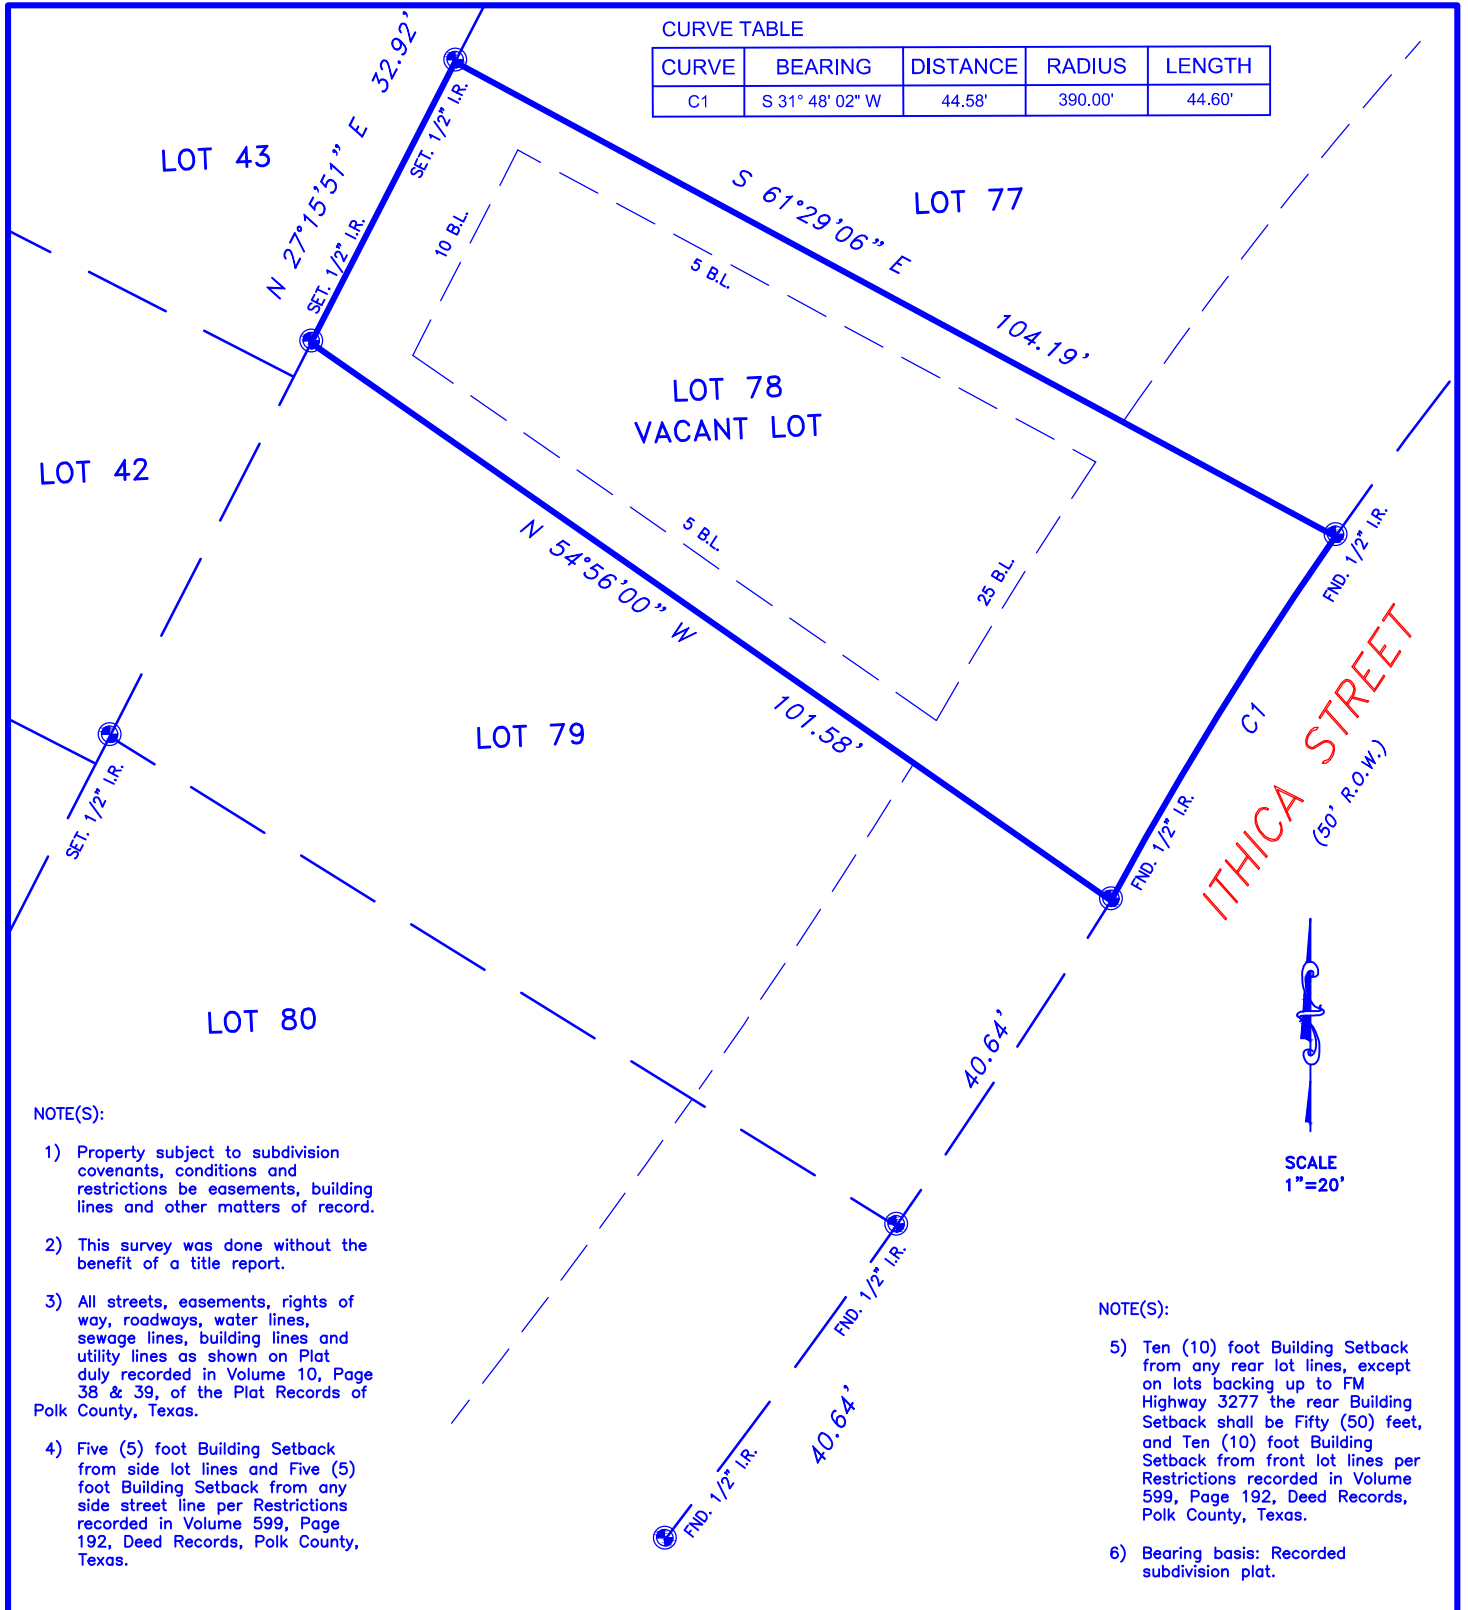 CURVE TABLE
CURVE BEARING DISTANCE RADIUS LENGTH
C1 S 31° 48' 02" W 44.58' 390.00' 44.60'
N 27°15'51" E 32.92'
SET. 1/2" I.R.
SET. 1/2" I.R.
LOT 43
10 B.L.
S 61°29'06" E 104.19'
LOT 77
5 B.L.
LOT 78
VACANT LOT
LOT 42
5 B.L.
N 54°56'00" W 101.58'
25 B.L.
FND. 1/2" I.R.
C1
ITHICA STREET
(50' R.O.W.)
FND. 1/2" I.R.
LOT 79
SET. 1/2" I.R.
LOT 80
40.64'
SCALE
1"=20'
FND. 1/2" I.R.
40.64'
FND. 1/2" I.R.
NOTE(S):
1) Property subject to subdivision
covenants, conditions and
restrictions be easements, building
lines and other matters of record.
2) This survey was done without the
benefit of a title report.
3) All streets, easements, rights of
way, roadways, water lines,
sewage lines, building lines and
utility lines as shown on Plat
duly recorded in Volume 10, Page
38 & 39, of the Plat Records of
Polk County, Texas.
4) Five (5) foot Building Setback
from side lot lines and Five (5)
foot Building Setback from any
side street line per Restrictions
recorded in Volume 599, Page
192, Deed Records, Polk County,
Texas.
NOTE(S):
5) Ten (10) foot Building Setback
from any rear lot lines, except
on lots backing up to FM
Highway 3277 the rear Building
Setback shall be Fifty (50) feet,
and Ten (10) foot Building
Setback from front lot lines per
Restrictions recorded in Volume
599, Page 192, Deed Records,
Polk County, Texas.
6) Bearing basis: Recorded
subdivision plat.